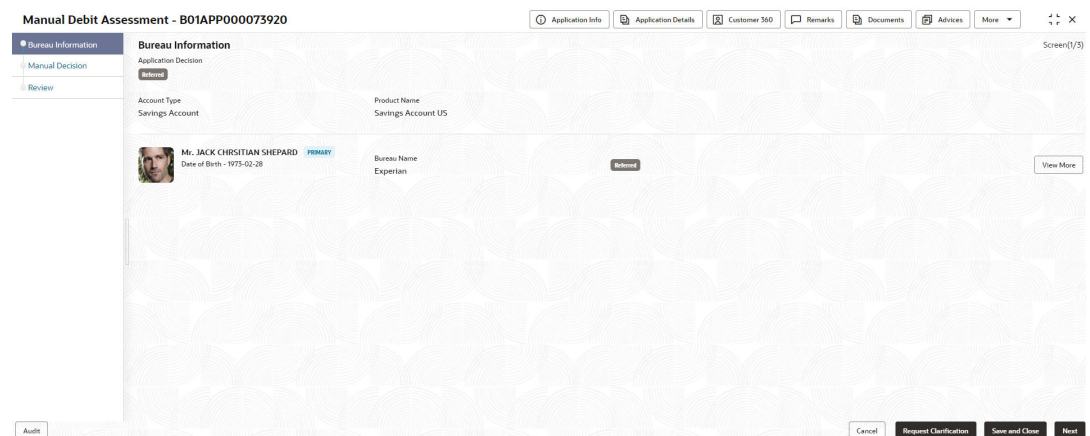 Manual Debit Assessment - B01APP000073920
Application Info
Application Details
Customer 360
Remarks
Documents
Advices
More
Bureau Information
Manual Decision
Review
Bureau Information
Screen(1/3)
Application Decision
Referred
Account Type
Product Name
Savings Account
Savings Account US
Mr. JACK CHRSITIAN SHEPARD PRIMARY
Date of Birth - 1973-02-28
Bureau Name
Experian
Referred
View More
Audit
Cancel
Request Clarification
Save and Close
Next